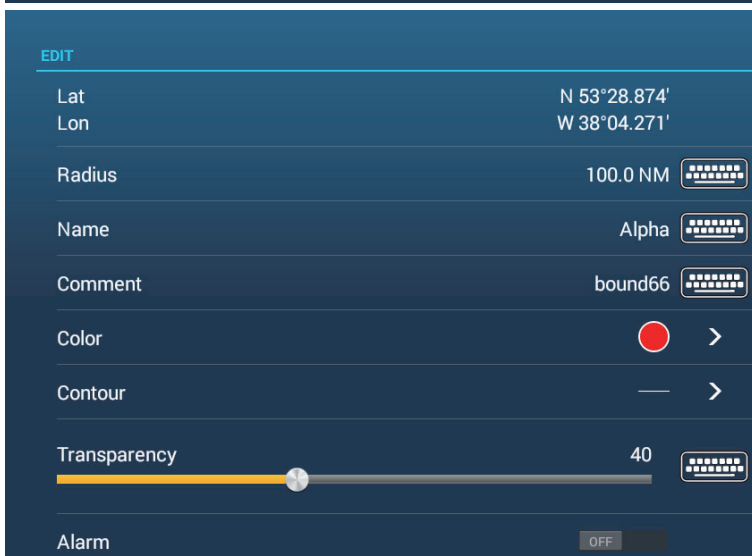 EDIT
Lat N 53°28.874'
Lon W 38°04.271'
Radius 100.0 NM
Name Alpha
Comment bound66
Color
Contour
Transparency 40
Alarm OFF